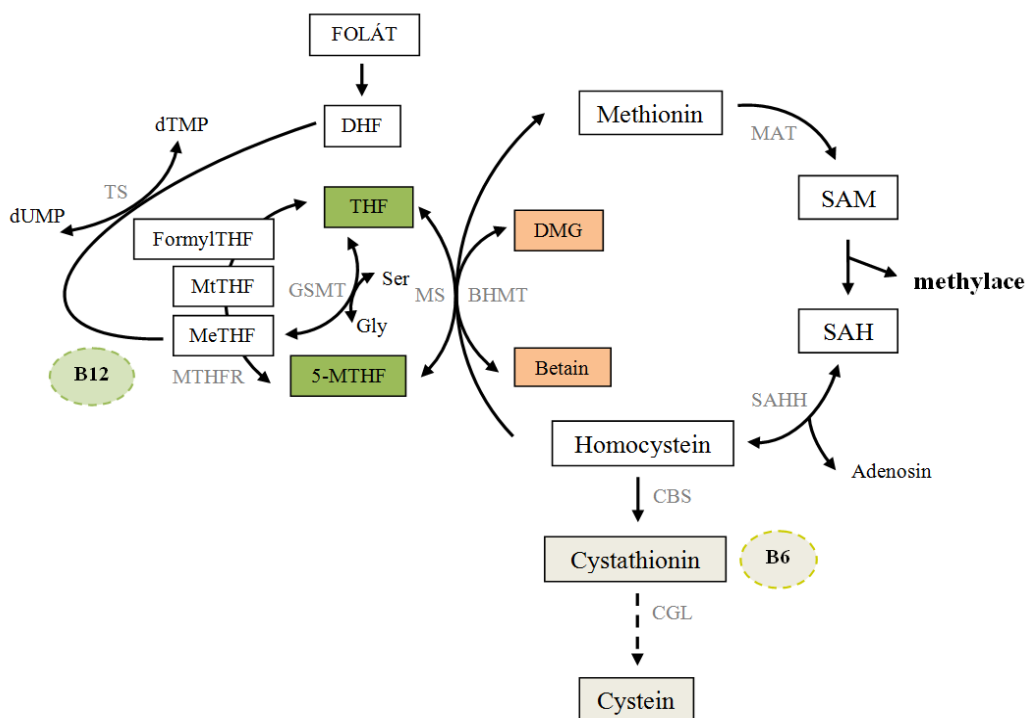 FOLÁT
DHF
dTMP
TS
dUMP
THF
FormylTHF
MtTHF
MeTHF
GSMT
Ser
Gly
MS
BHMT
B12
MTHFR
5-MTHF
Methionin
MAT
SAM
DMG
methylace
SAH
Betain
SAHH
Homocystein
Adenosin
CBS
Cystathionin
B6
CGL
Cystein